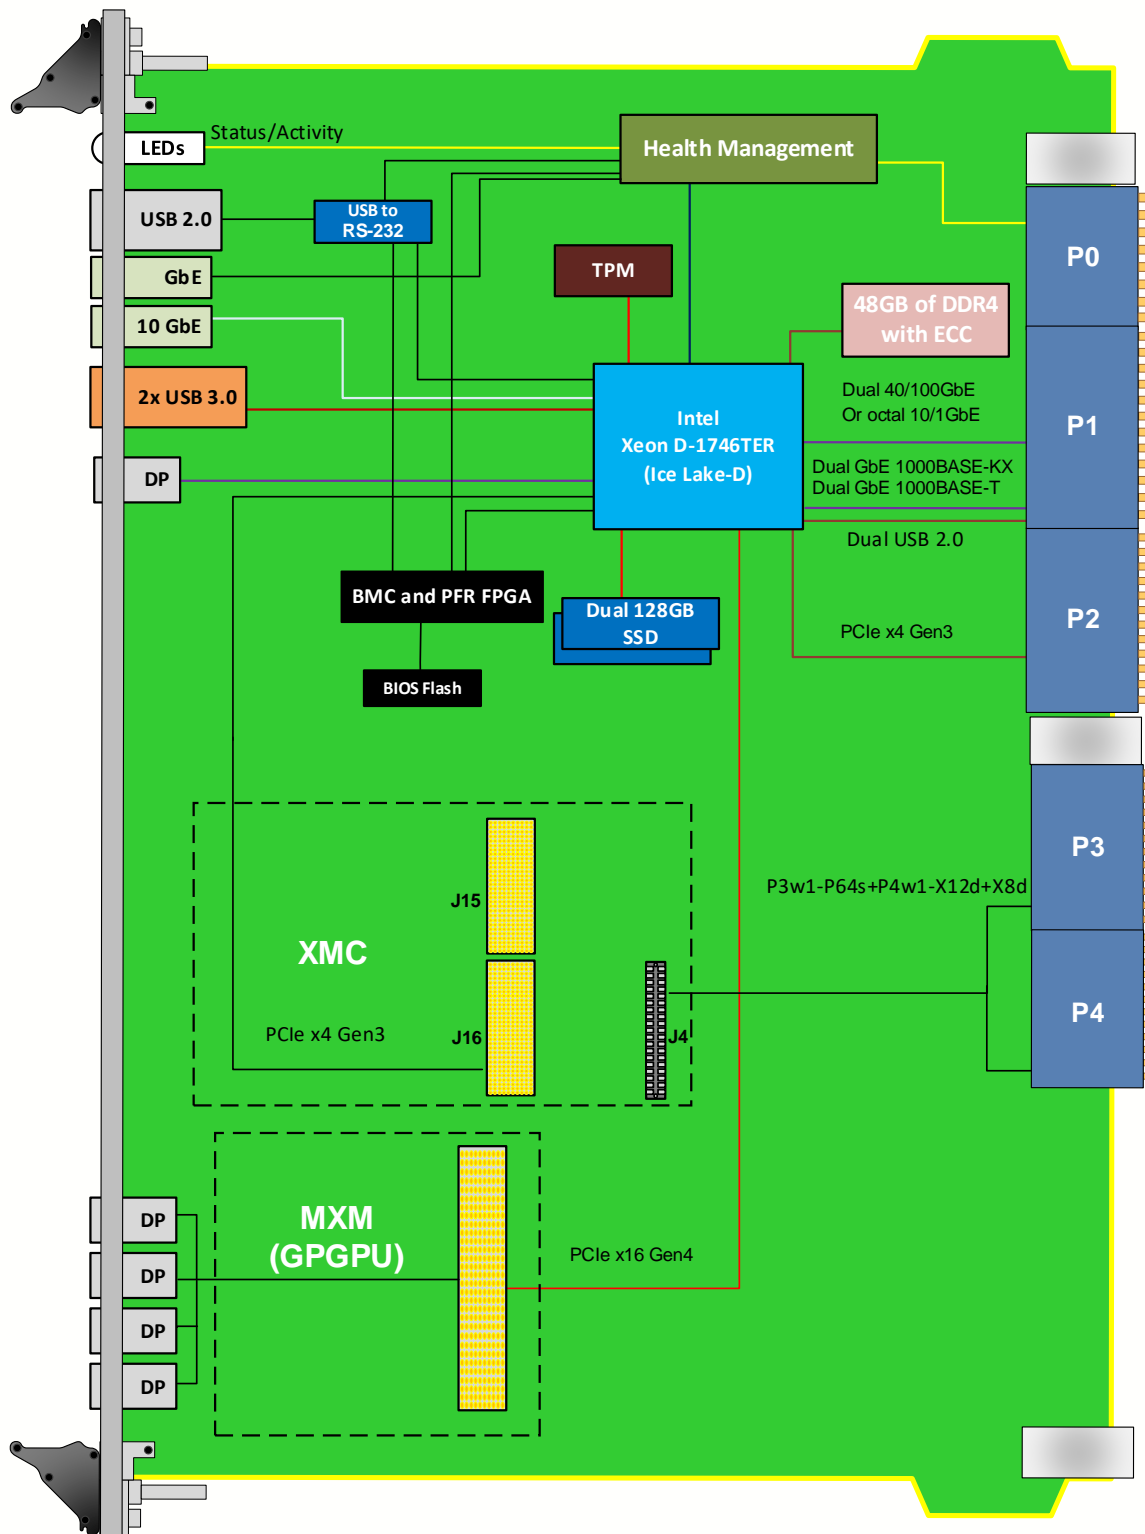 Status/Activity
LEDs
Health Management
USB 2.0
USB to
RS-232
GbE
10 GbE
2x USB 3.0
DP
TPM
48GB of DDR4
with ECC
P0
P1
P2
Intel
Xeon D-1746TER
(Ice Lake-D)
Dual 40/100GbE
Or octal 10/1GbE
Dual GbE 1000BASE-KX
Dual GbE 1000BASE-T
Dual USB 2.0
PCIe x4 Gen3
BMC and PFR FPGA
BIOS Flash
Dual 128GB
SSD
P3
P4
P3w1-P64s+P4w1-X12d+X8d
J15
XMC
PCIe x4 Gen3
J16
J4
MXM
(GPGPU)
PCIe x16 Gen4
DP
DP
DP
DP